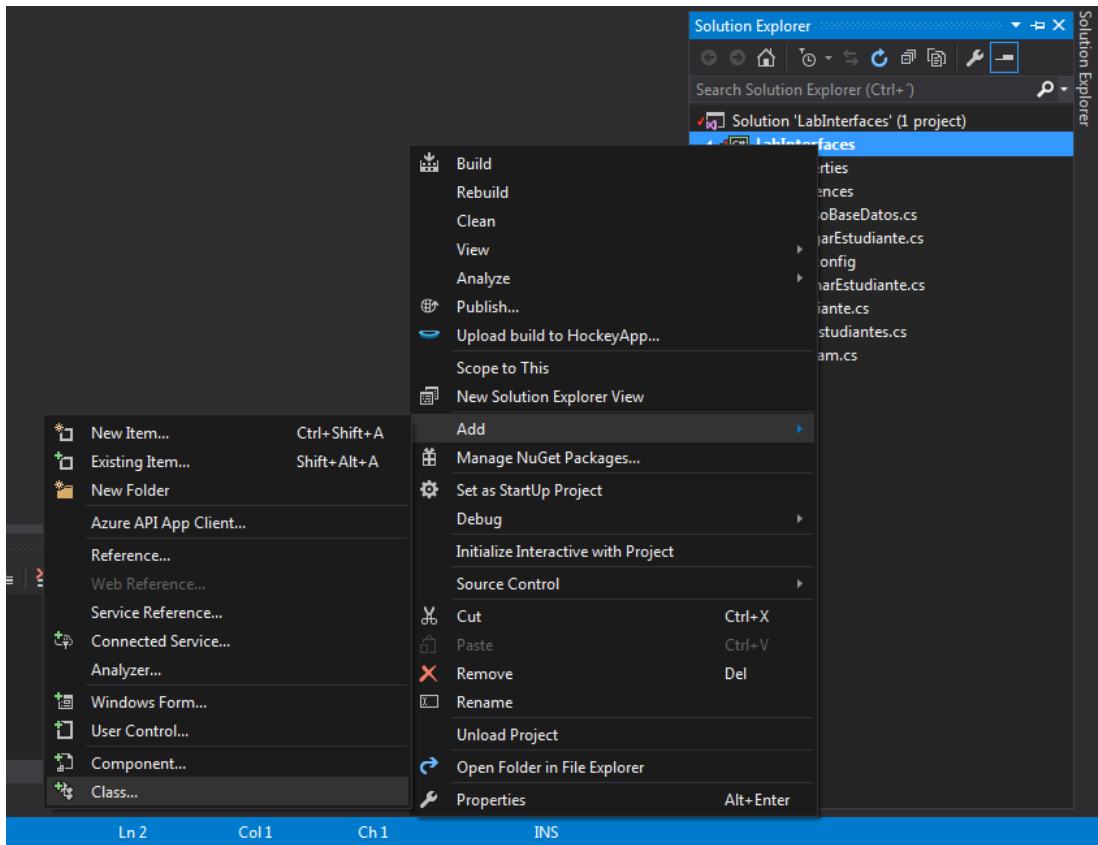 Solution Explorer
Search Solution Explorer (Ctrl+´)
Solution 'LabInterfaces' (1 project)
LabInterfaces
rties
ences
oBaseDatos.cs
arEstudiante.cs
onfig
narEstudiante.cs
iante.cs
studiantes.cs
am.cs
Solution Explorer
Build
Rebuild
Clean
View
Analyze
Publish...
Upload build to HockeyApp...
Scope to This
New Solution Explorer View
Add
Manage NuGet Packages...
Set as StartUp Project
Debug
Initialize Interactive with Project
Source Control
Cut Ctrl+X
Paste Ctrl+V
Remove Del
Rename
Unload Project
Open Folder in File Explorer
Properties Alt+Enter
New Item... Ctrl+Shift+A
Existing Item... Shift+Alt+A
New Folder
Azure API App Client...
Reference...
Web Reference...
Service Reference...
Connected Service...
Analyzer...
Windows Form...
User Control...
Component...
Class...
Ln 2 Col 1 Ch 1 INS